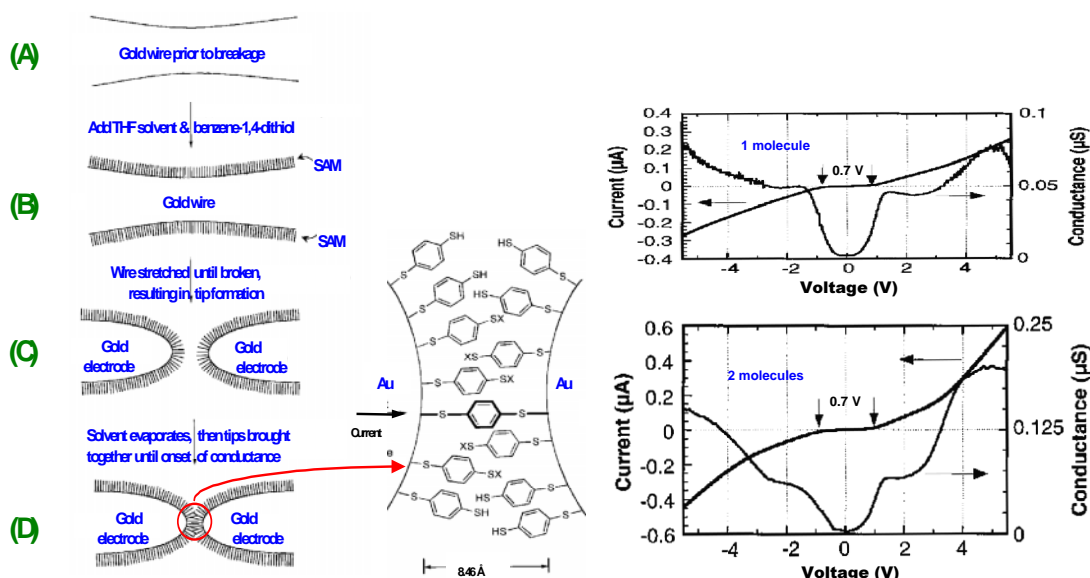 (A)
Gold wire prior to breakage
Add THF solvent & benzene-1,4-dithiol
SAM
(B)
Gold wire
SAM
Wire stretched until broken,
resulting in tip formation
(C)
Gold
electrode
Gold
electrode
Solvent evaporates, then tips brought
together until onset of conductance
(D)
Gold
electrode
Gold
electrode
SH
HS
S
S
SH
S
HS
S
S
SX
S
XS
S
S
SX
Au
Au
S
S
Current
XS
S
e
S
SX
HS
S
S
SH
HS
S
8.46 Å
0.4
0.3
0.2
0.1
0
-0.1
-0.2
-0.3
0.4
Current (µA)
1 molecule
0.7 V
0.1
0.05
0
Conductance (µS)
-4
-2
0
2
4
Voltage (V)
0.6
0.4
0.2
0
-0.2
-0.4
-0.6
Current (µA)
2 molecules
0.7 V
0.25
0.125
0
Conductance (µS)
-4
-2
0
2
4
Voltage (V)